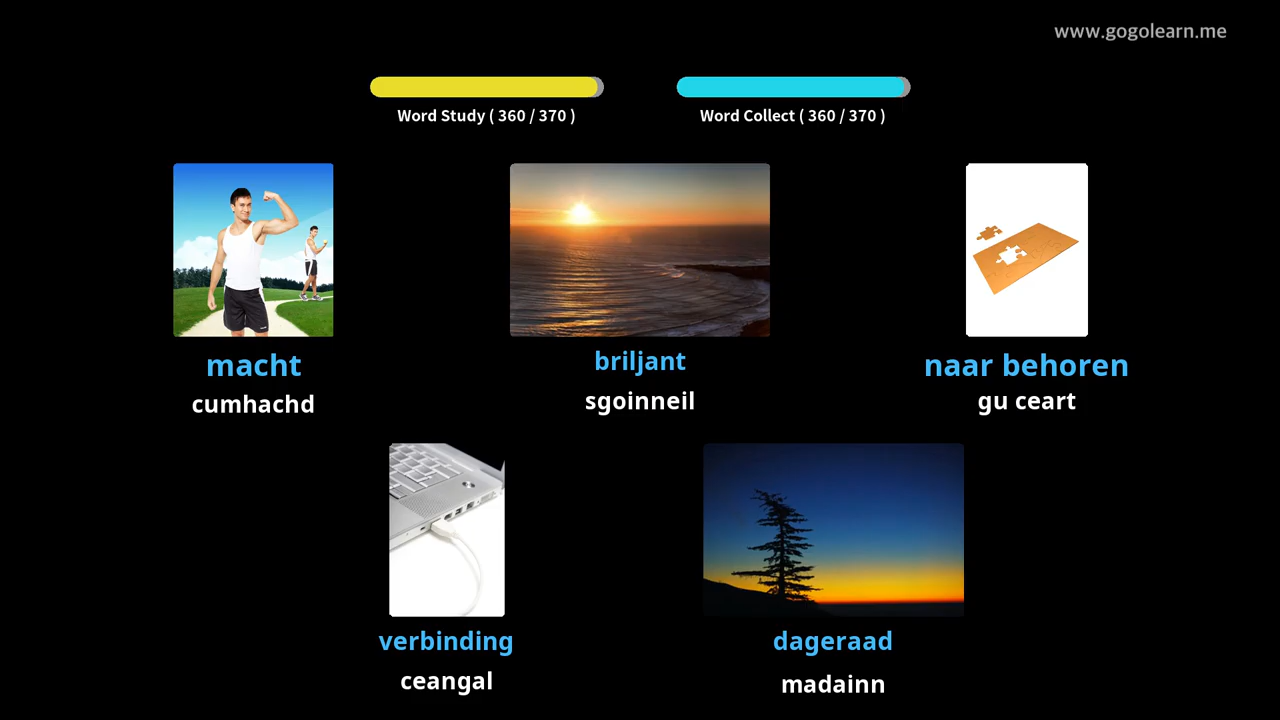 www.gogolearn.me
Word Study ( 360 / 370 )
Word Collect ( 360 / 370 )
macht
cumhachd
briljant
sgoinneil
naar behoren
gu ceart
verbinding
ceangal
dageraad
madainn